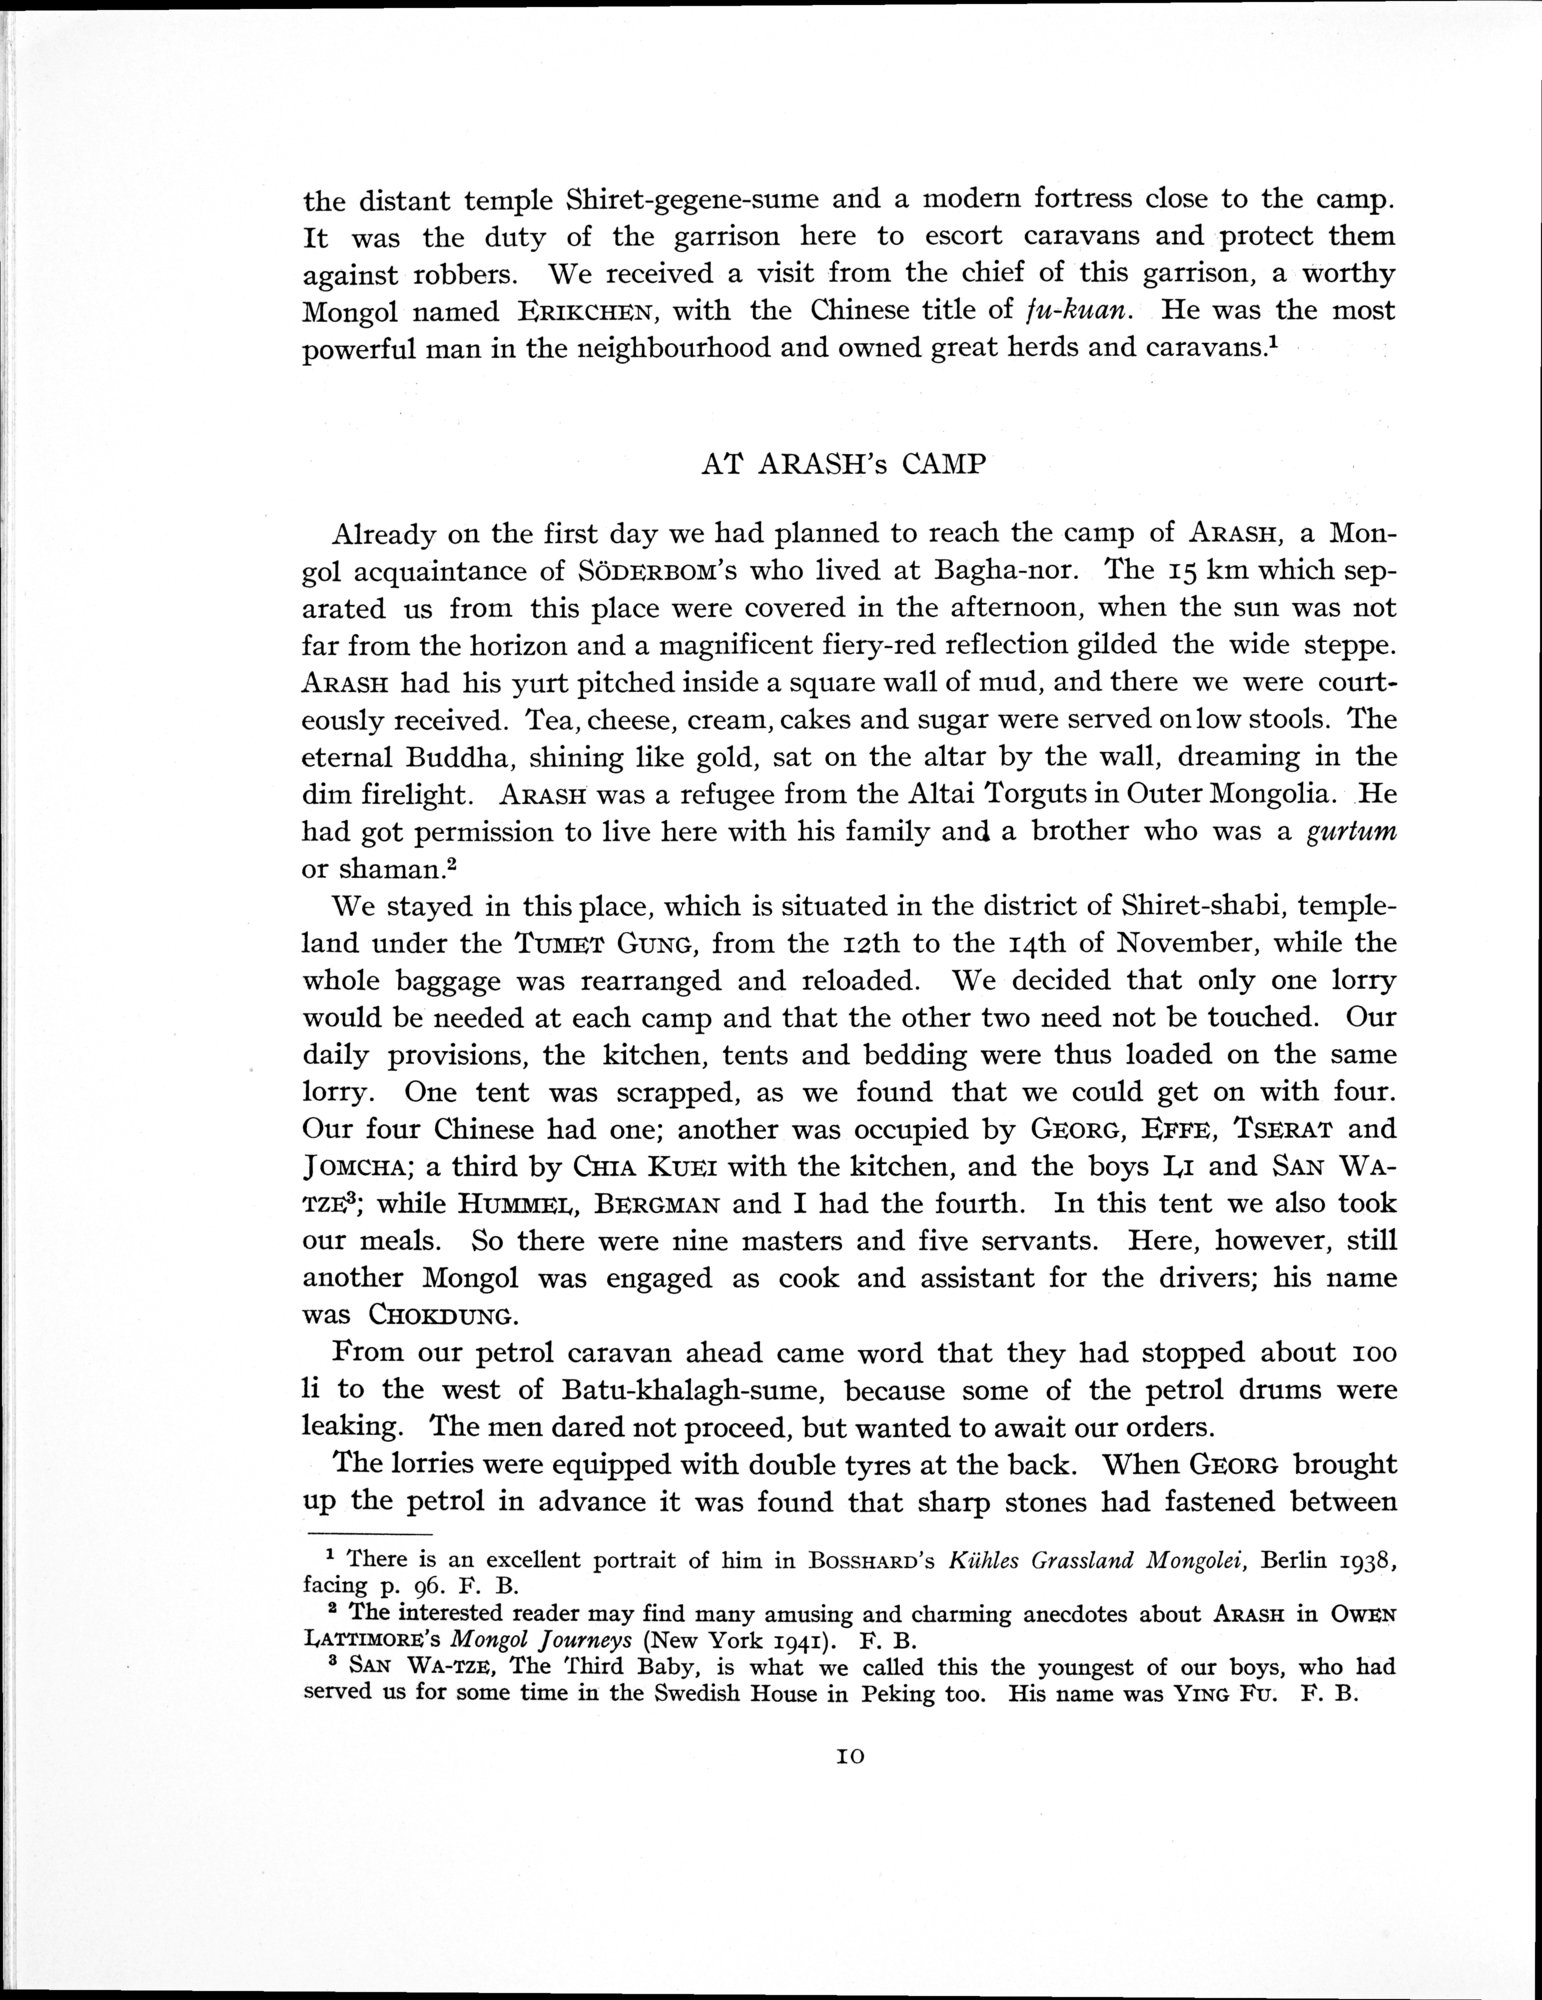 the distant temple Shiret-gegene-sume and a modern fortress close to the camp.
It was the duty of the garrison here to escort caravans and protect them
against robbers. We received a visit from the chief of this garrison, a worthy
Mongol named ERIKCHEN, with the Chinese title of fu-kuan. He was the most
powerful man in the neighbourhood and owned great herds and caravans.¹
AT ARASH's CAMP
Already on the first day we had planned to reach the camp of ARASH, a Mon-
gol acquaintance of SÖDERBOM's who lived at Bagha-nor. The 15 km which sep-
arated us from this place were covered in the afternoon, when the sun was not
far from the horizon and a magnificent fiery-red reflection gilded the wide steppe.
ARASH had his yurt pitched inside a square wall of mud, and there we were court-
eously received. Tea, cheese, cream, cakes and sugar were served on low stools. The
eternal Buddha, shining like gold, sat on the altar by the wall, dreaming in the
dim firelight. ARASH was a refugee from the Altai Torguts in Outer Mongolia. He
had got permission to live here with his family and a brother who was a gurtum
or shaman.²
We stayed in this place, which is situated in the district of Shiret-shabi, temple-
land under the TUMET GUNG, from the 12th to the 14th of November, while the
whole baggage was rearranged and reloaded. We decided that only one lorry
would be needed at each camp and that the other two need not be touched. Our
daily provisions, the kitchen, tents and bedding were thus loaded on the same
lorry. One tent was scrapped, as we found that we could get on with four.
Our four Chinese had one; another was occupied by GEORG, EFFE, TSERAT and
JOMCHA; a third by CHIA KUEI with the kitchen, and the boys LI and SAN WA-
TZE³; while HUMMEL, BERGMAN and I had the fourth. In this tent we also took
our meals. So there were nine masters and five servants. Here, however, still
another Mongol was engaged as cook and assistant for the drivers; his name
was CHOKDUNG.
From our petrol caravan ahead came word that they had stopped about 100
li to the west of Batu-khalagh-sume, because some of the petrol drums were
leaking. The men dared not proceed, but wanted to await our orders.
The lorries were equipped with double tyres at the back. When GEORG brought
up the petrol in advance it was found that sharp stones had fastened between
¹ There is an excellent portrait of him in BOSSHARD's Kühles Grassland Mongolei, Berlin 1938,
facing p. 96. F. B.
² The interested reader may find many amusing and charming anecdotes about ARASH in OWEN
LATTIMORE's Mongol Journeys (New York 1941). F. B.
³ SAN WA-TZE, The Third Baby, is what we called this the youngest of our boys, who had
served us for some time in the Swedish House in Peking too. His name was YING FU. F. B.
10